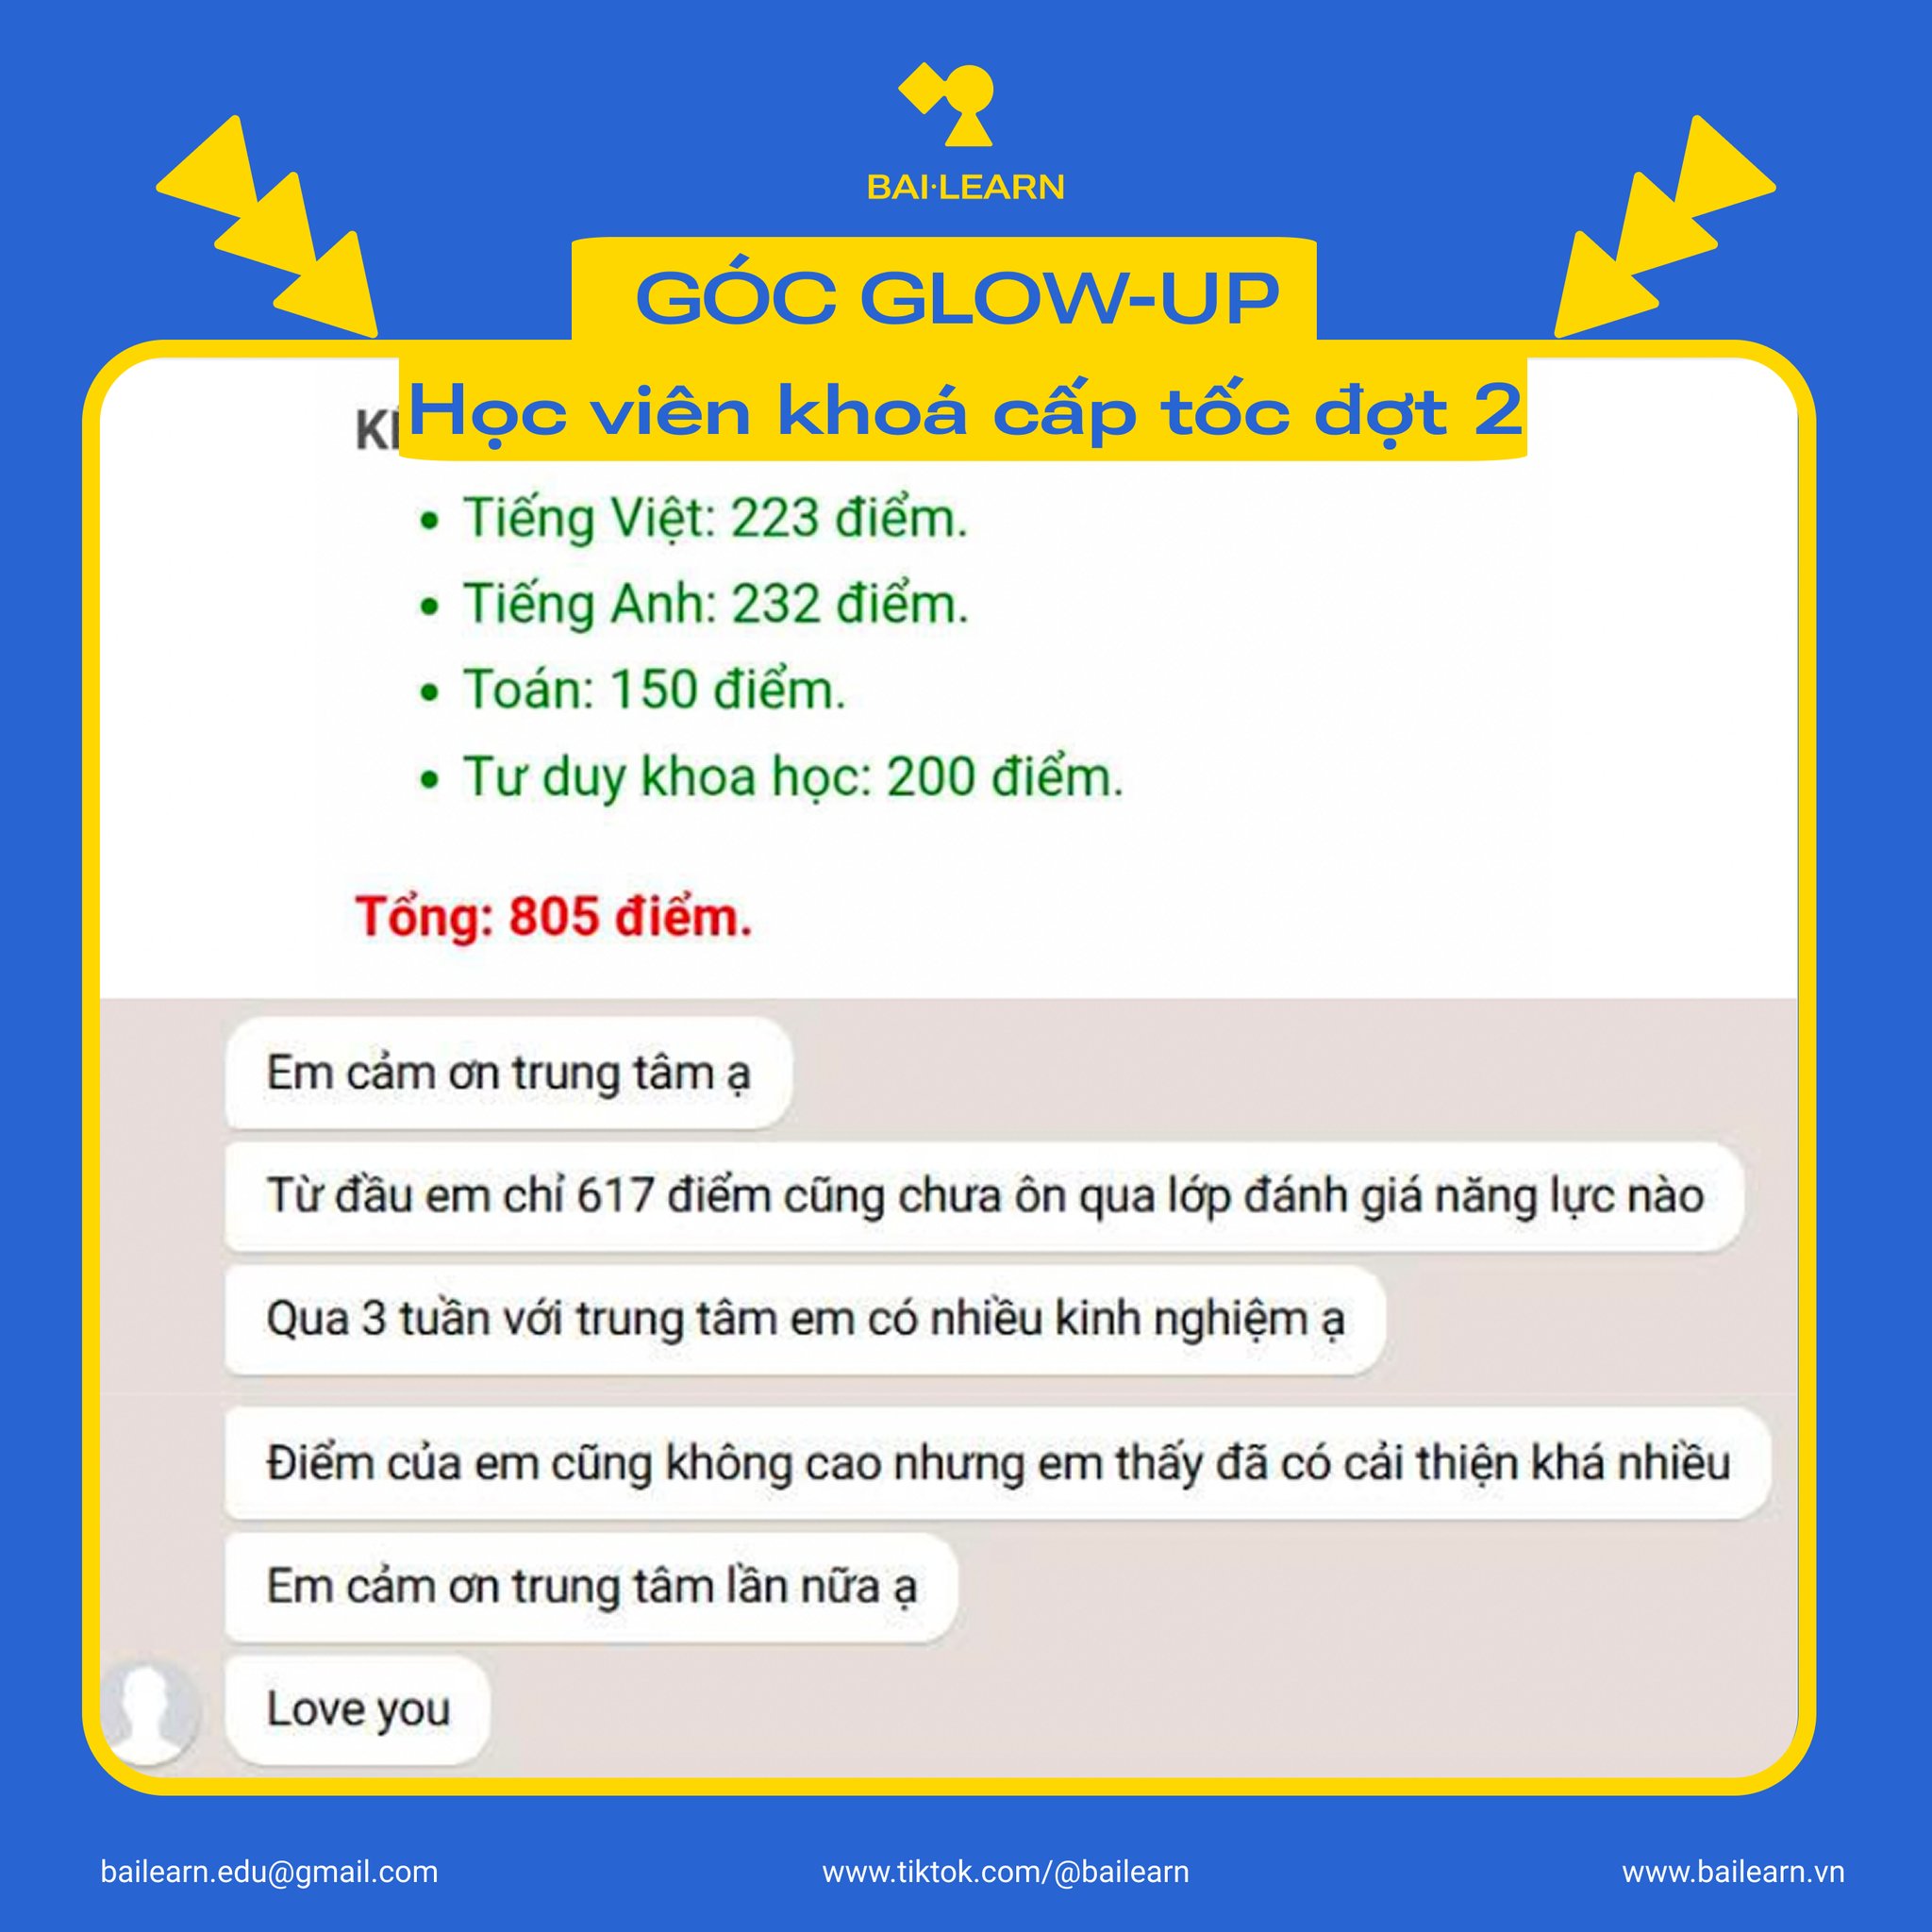 BAI·LEARN
GÓC GLOW-UP
Học viên khoá cấp tốc đợt 2
Tiếng Việt: 223 điểm.
Tiếng Anh: 232 điểm.
Toán: 150 điểm.
Tư duy khoa học: 200 điểm.
Tổng: 805 điểm.
Em cảm ơn trung tâm ạ
Từ đầu em chỉ 617 điểm cũng chưa ôn qua lớp đánh giá năng lực nào
Qua 3 tuần với trung tâm em có nhiều kinh nghiệm ạ
Điểm của em cũng không cao nhưng em thấy đã có cải thiện khá nhiều
Em cảm ơn trung tâm lần nữa ạ
Love you
bailearn.edu@gmail.com
www.tiktok.com/@bailearn
www.bailearn.vn